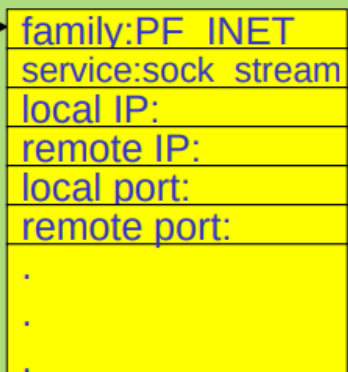 family:PF_INET
service:sock_stream
local IP:
remote IP:
local port:
remote port:
.
.
.